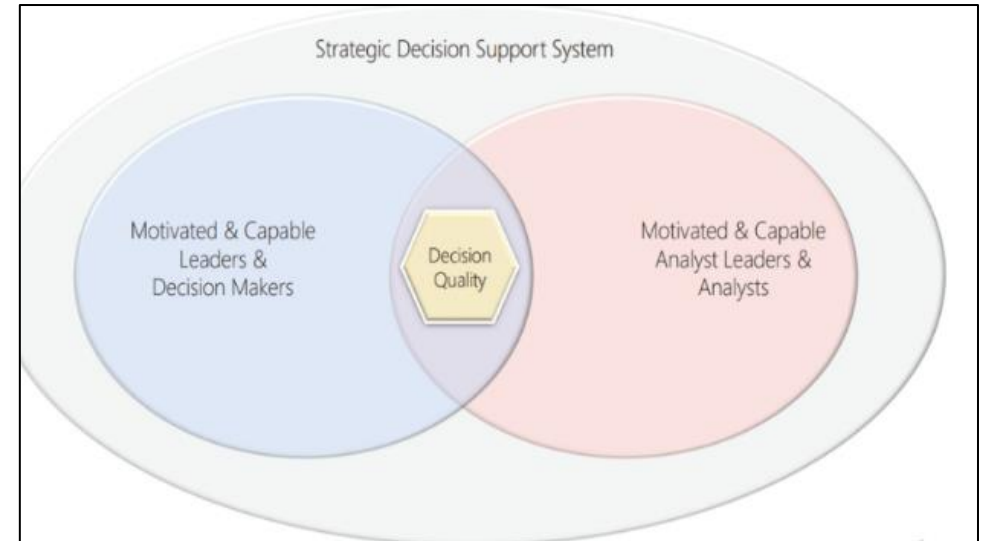 Strategic Decision Support System
Motivated & Capable
Leaders &
Decision Makers
Decision
Quality
Motivated & Capable
Analyst Leaders &
Analysts